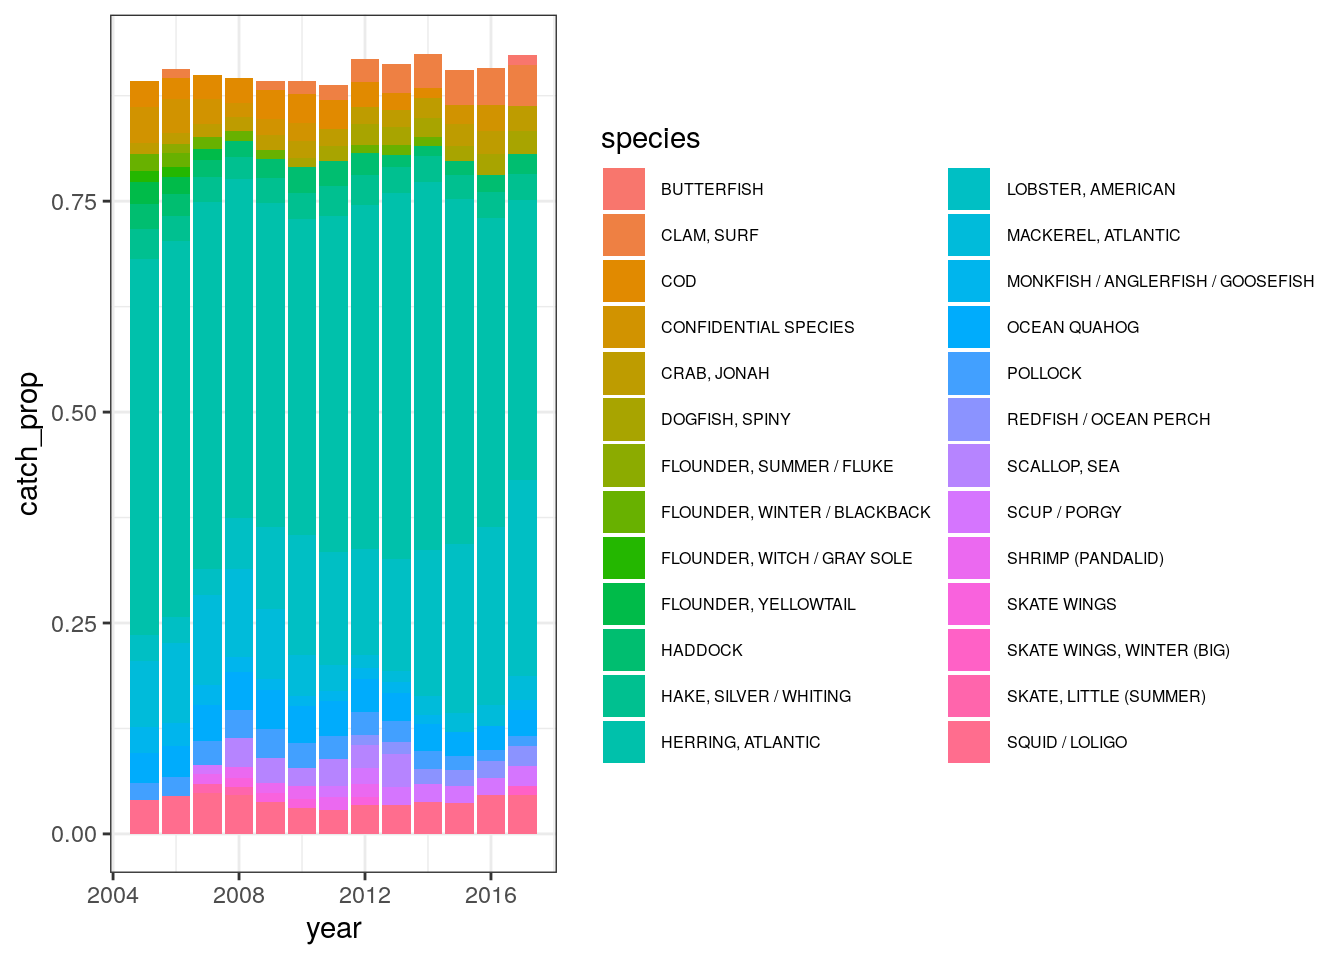 species
BUTTERFISH
CLAM, SURF
COD
CONFIDENTIAL SPECIES
CRAB, JONAH
DOGFISH, SPINY
FLOUNDER, SUMMER / FLUKE
FLOUNDER, WINTER / BLACKBACK
FLOUNDER, WITCH / GRAY SOLE
FLOUNDER, YELLOWTAIL
HADDOCK
HAKE, SILVER / WHITING
HERRING, ATLANTIC
LOBSTER, AMERICAN
MACKEREL, ATLANTIC
MONKFISH / ANGLERFISH / GOOSEFISH
OCEAN QUAHOG
POLLOCK
REDFISH / OCEAN PERCH
SCALLOP, SEA
SCUP / PORGY
SHRIMP (PANDALID)
SKATE WINGS
SKATE WINGS, WINTER (BIG)
SKATE, LITTLE (SUMMER)
SQUID / LOLIGO
catch_prop
0.75
0.50
0.25
0.00
2004
2008
2012
2016
year